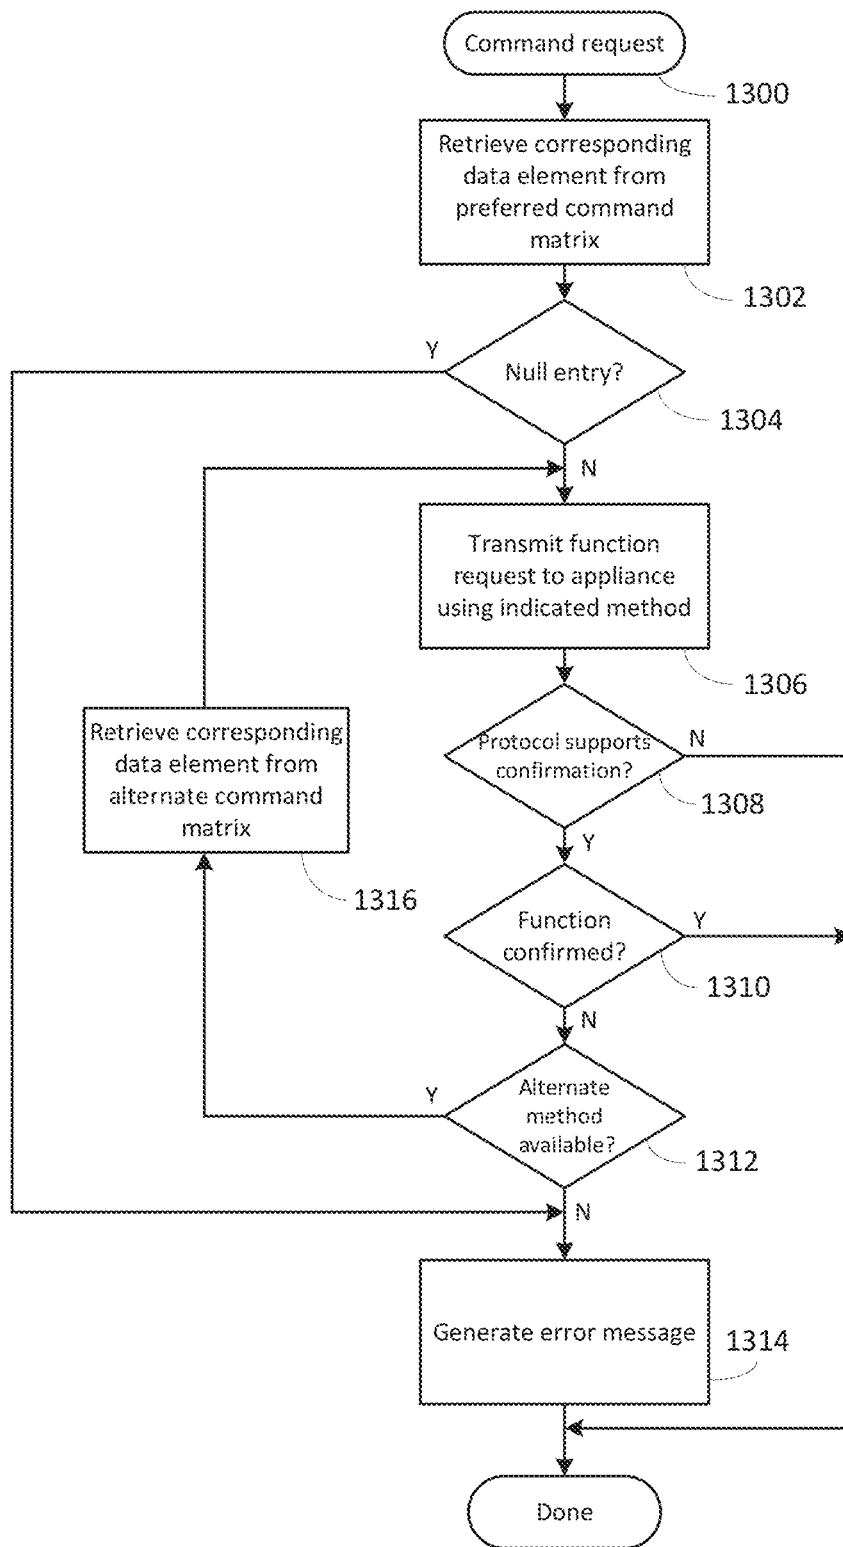 Command request
1300
Retrieve corresponding
data element from
preferred command
matrix
1302
Y
Null entry?
1304
N
Transmit function
request to appliance
using indicated method
1306
Retrieve corresponding
data element from
alternate command
matrix
1316
Protocol supports
confirmation?
N
1308
Y
Function
confirmed?
Y
1310
N
Y
Alternate
method
available?
1312
N
Generate error message
1314
Done